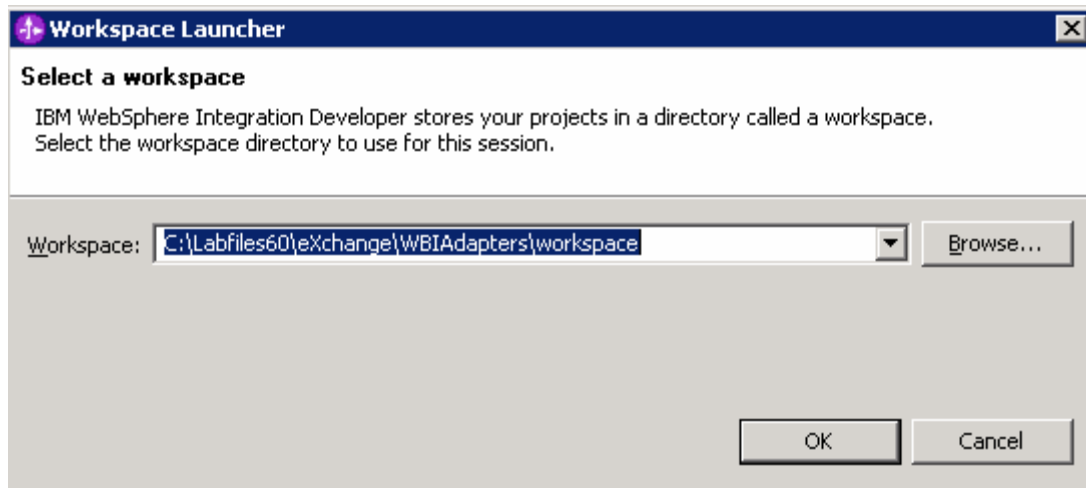 Workspace Launcher
Select a workspace
IBM WebSphere Integration Developer stores your projects in a directory called a workspace.
Select the workspace directory to use for this session.
Workspace: C:\Labfiles60\eXchange\WBIAdapters\workspace Browse...
OK Cancel